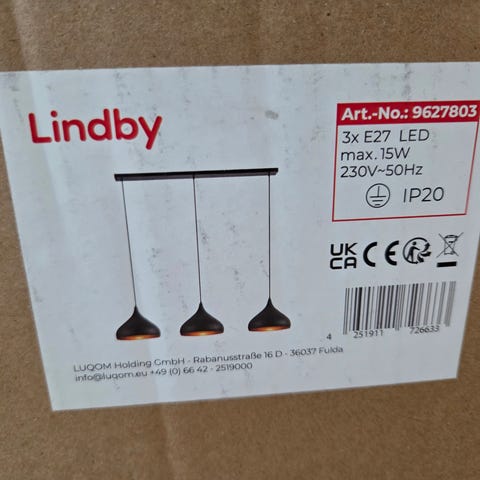 Lindby
Art.-No.: 9627803
3x E27 LED
max. 15W
230V~50Hz
IP20
UK
CA CE
4 251911 726633
LUQOM Holding GmbH - Rabanusstraße 16 D - 36037 Fulda
info@luqom.eu +49 (0) 66 42 - 2519000